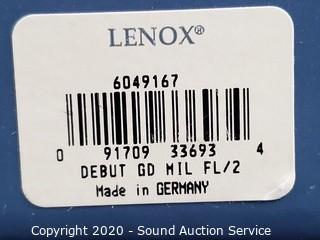 LENOX®
6049167
0 91709 33693 4
DEBUT GD MIL FL/2
Made in GERMANY
Copyright 2020 - Sound Auction Service